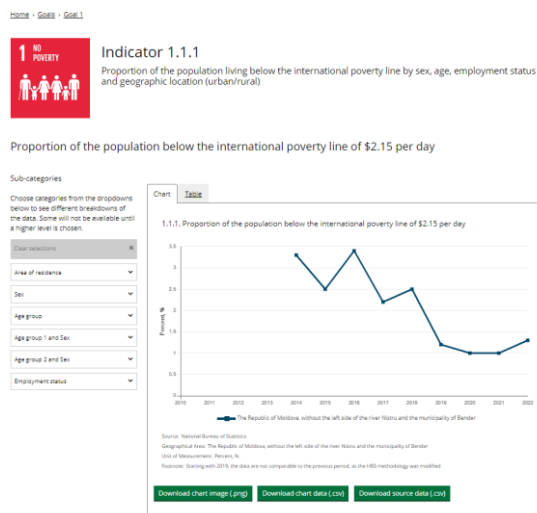 Home › Goals › Goal 1
1 NO POVERTY
Indicator 1.1.1
Proportion of the population living below the international poverty line by sex, age, employment status
and geographic location (urban/rural)
Proportion of the population below the international poverty line of $2.15 per day
Sub-categories
Choose categories from the dropdowns
below to see different breakdowns of
the data. Some will not be available until
a higher level is chosen.
Clear selections
Area of residence
Sex
Age group
Age group 1 and Sex
Age group 2 and Sex
Employment status
Chart Table
1.1.1. Proportion of the population below the international poverty line of $2.15 per day
Percent, %
3.5
3
2.5
2
1.5
1
0.5
0
2010 2011 2012 2013 2014 2015 2016 2017 2018 2019 2020 2021 2022
The Republic of Moldova, without the left side of the river Nistru and the municipality of Bender
Source: National Bureau of Statistics
Geographical Area: The Republic of Moldova, without the left side of the river Nistru and the municipality of Bender
Unit of Measurement: Percent, %
Footnote: Starting with 2019, the data are not comparable to the previous period, as the HBS methodology was modified
Download chart image (.png) Download chart data (.csv) Download source data (.csv)